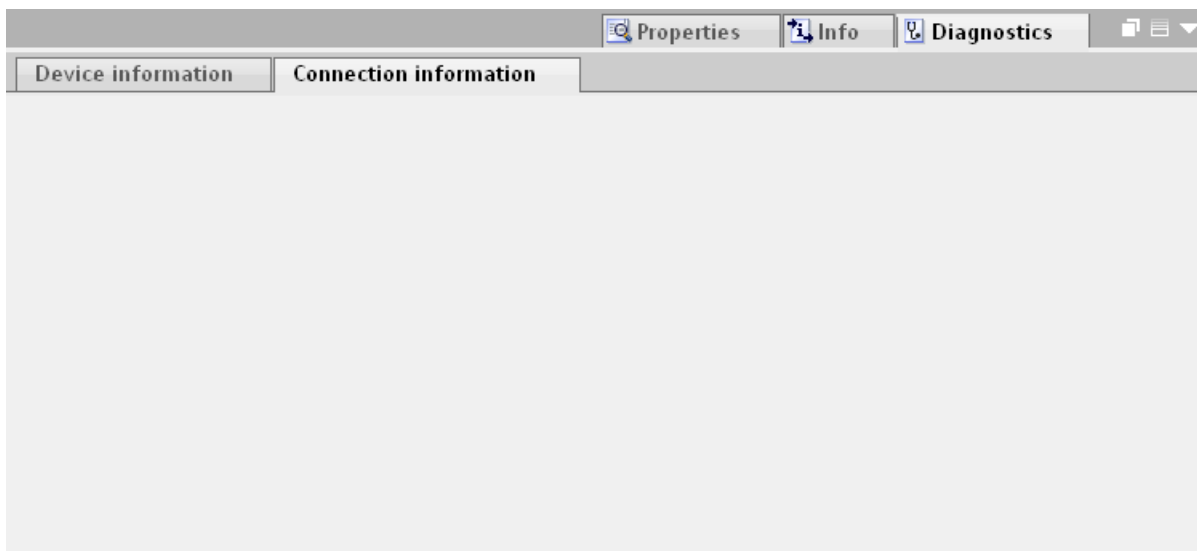 Properties Info Diagnostics
Device information Connection information